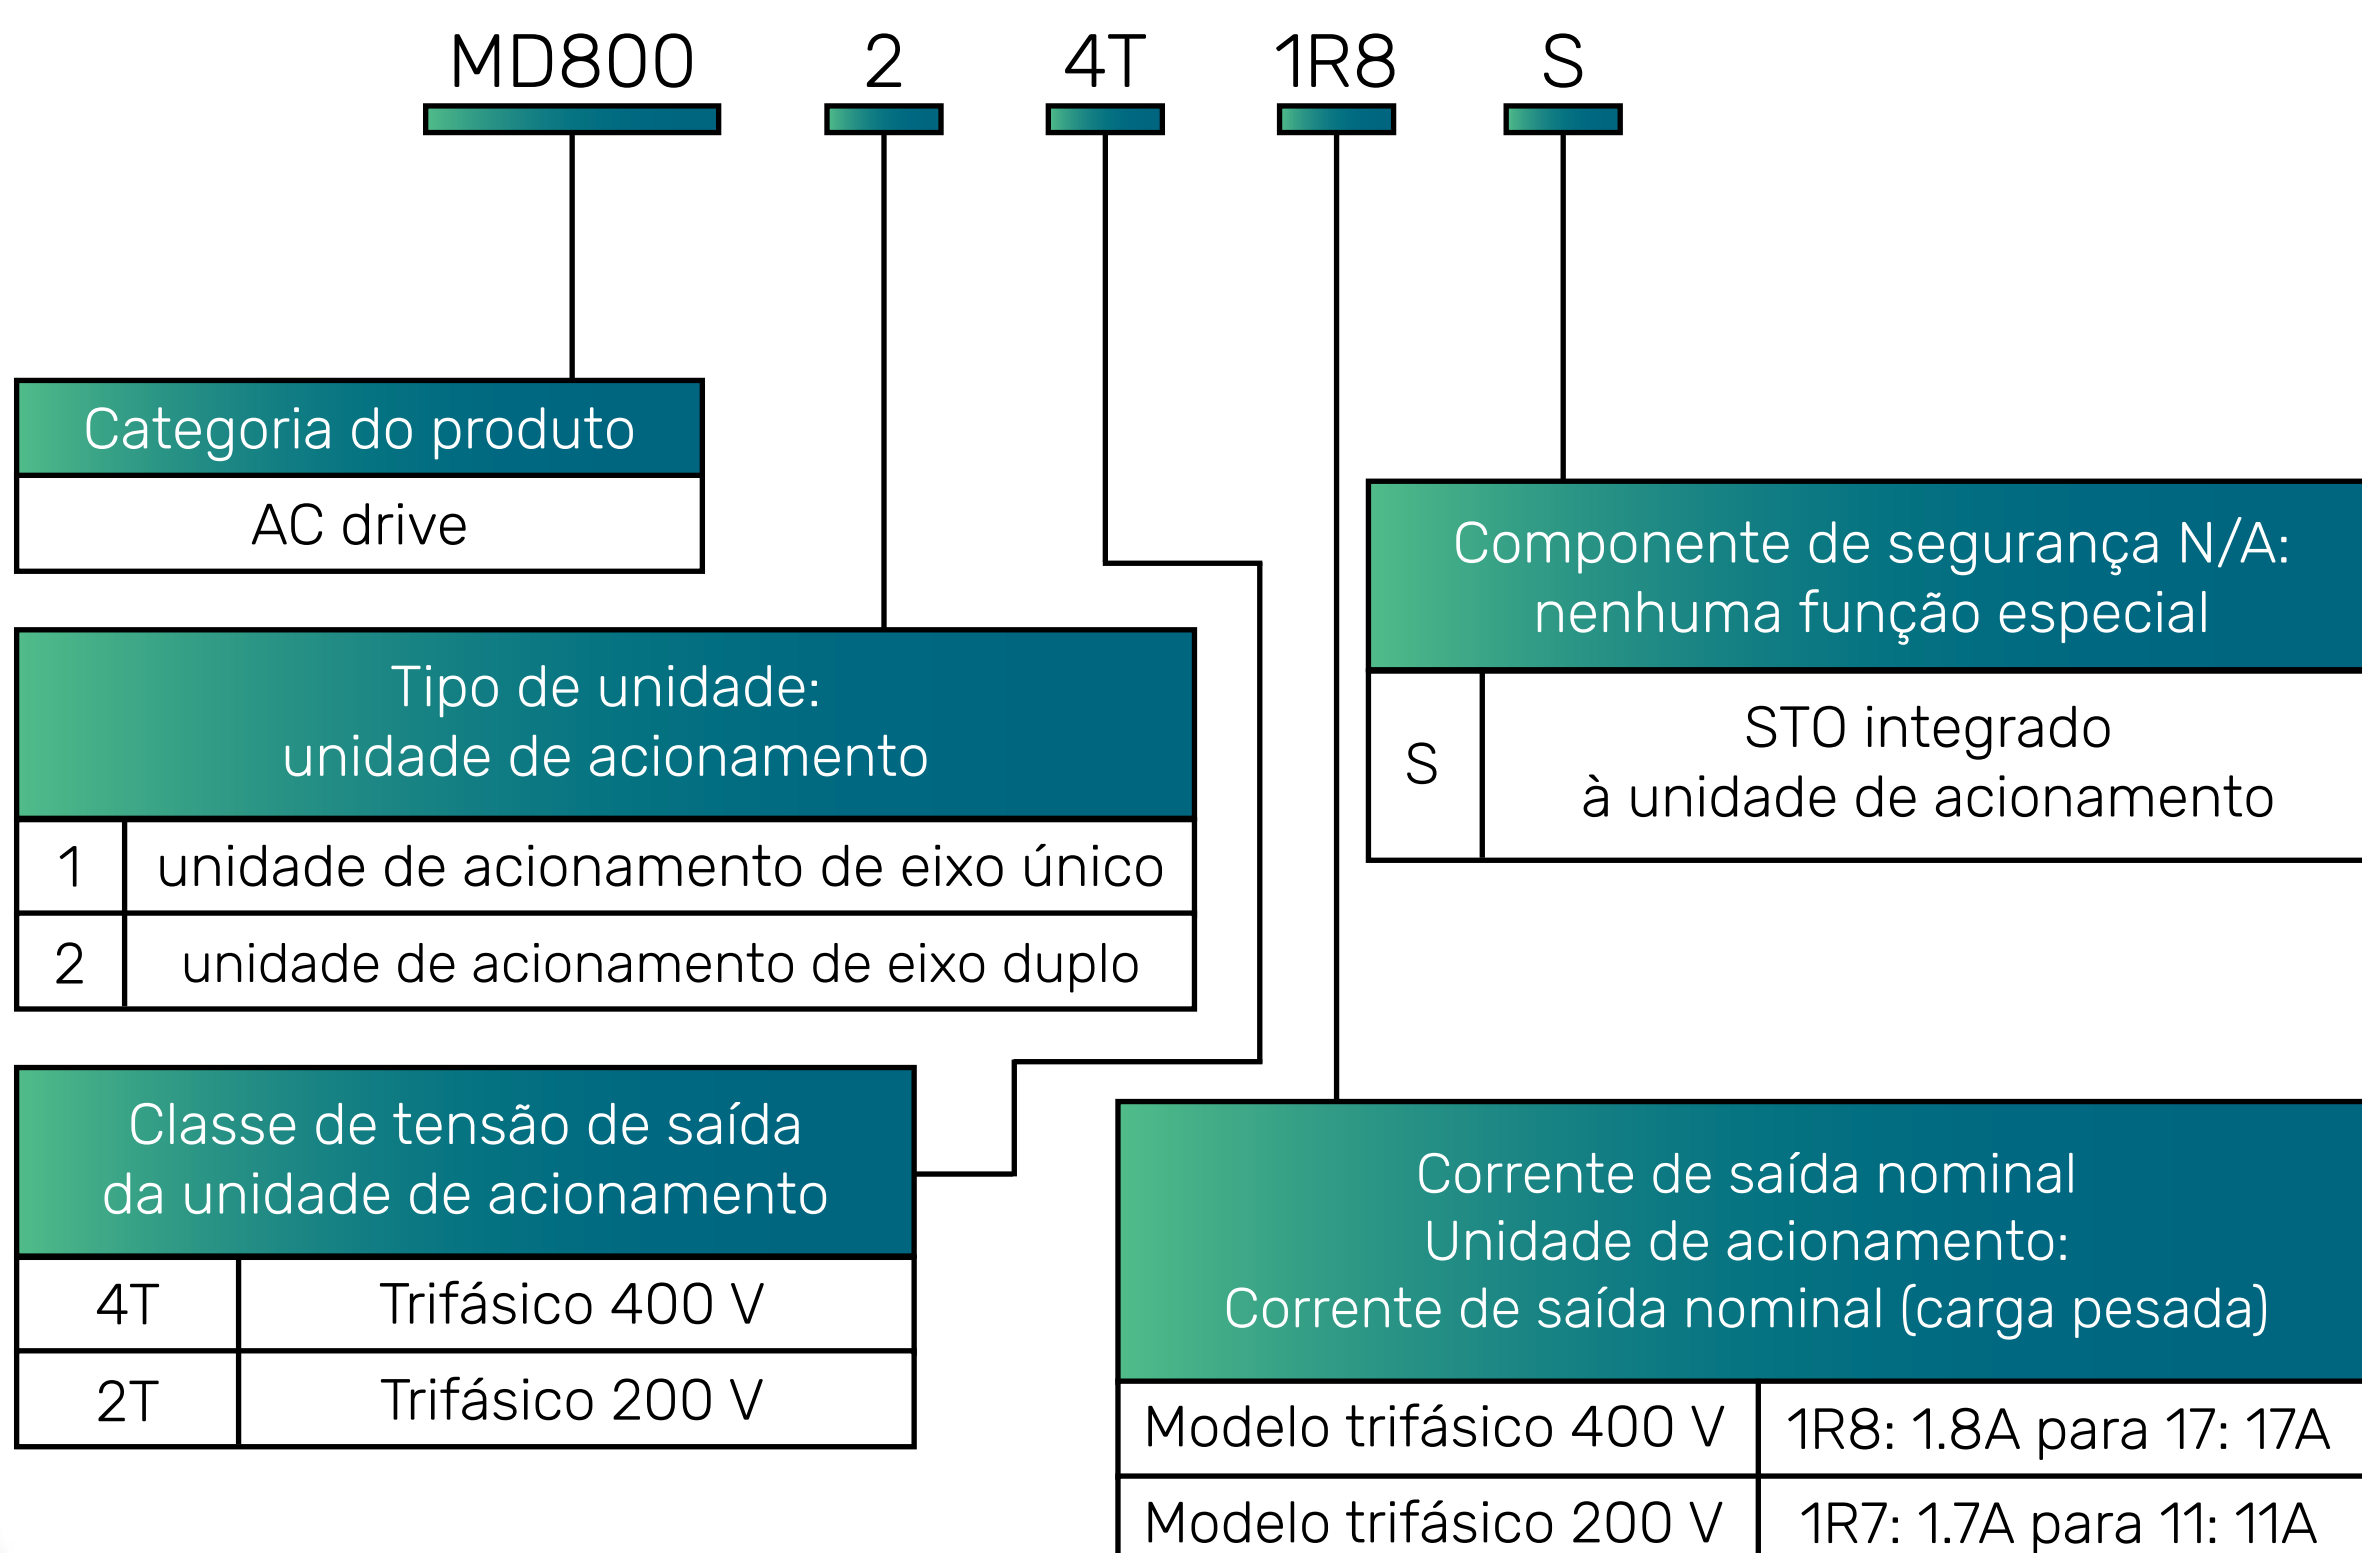 MD800 2 4T 1R8 S
Categoria do produto
AC drive
Tipo de unidade:
unidade de acionamento
1 unidade de acionamento de eixo único
2 unidade de acionamento de eixo duplo
Componente de segurança N/A:
nenhuma função especial
S STO integrado
à unidade de acionamento
Classe de tensão de saída
da unidade de acionamento
4T Trifásico 400 V
2T Trifásico 200 V
Corrente de saída nominal
Unidade de acionamento:
Corrente de saída nominal (carga pesada)
Modelo trifásico 400 V 1R8: 1.8A para 17: 17A
Modelo trifásico 200 V 1R7: 1.7A para 11: 11A